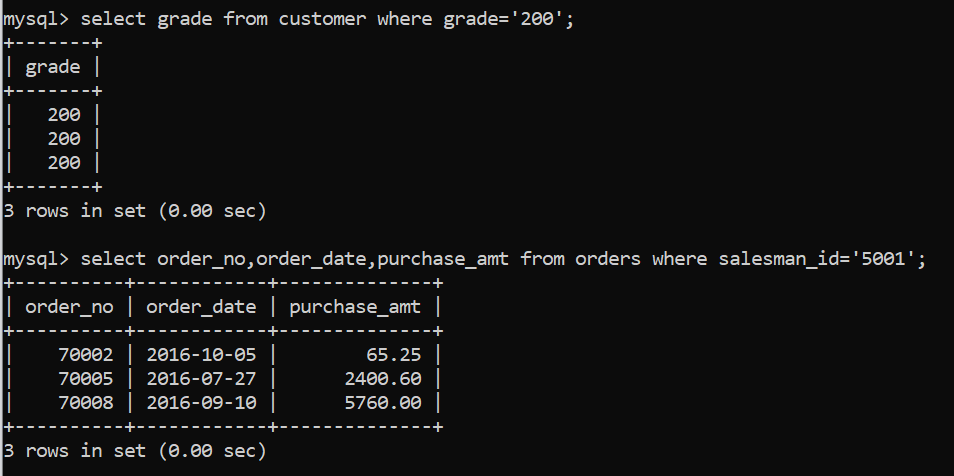 mysql> select grade from customer where grade='200';
+-------+
| grade |
+-------+
|   200 |
|   200 |
|   200 |
+-------+
3 rows in set (0.00 sec)

mysql> select order_no,order_date,purchase_amt from orders where salesman_id='5001';
+----------+------------+--------------+
| order_no | order_date | purchase_amt |
+----------+------------+--------------+
|    70002 | 2016-10-05 |        65.25 |
|    70005 | 2016-07-27 |      2400.60 |
|    70008 | 2016-09-10 |      5760.00 |
+----------+------------+--------------+
3 rows in set (0.00 sec)